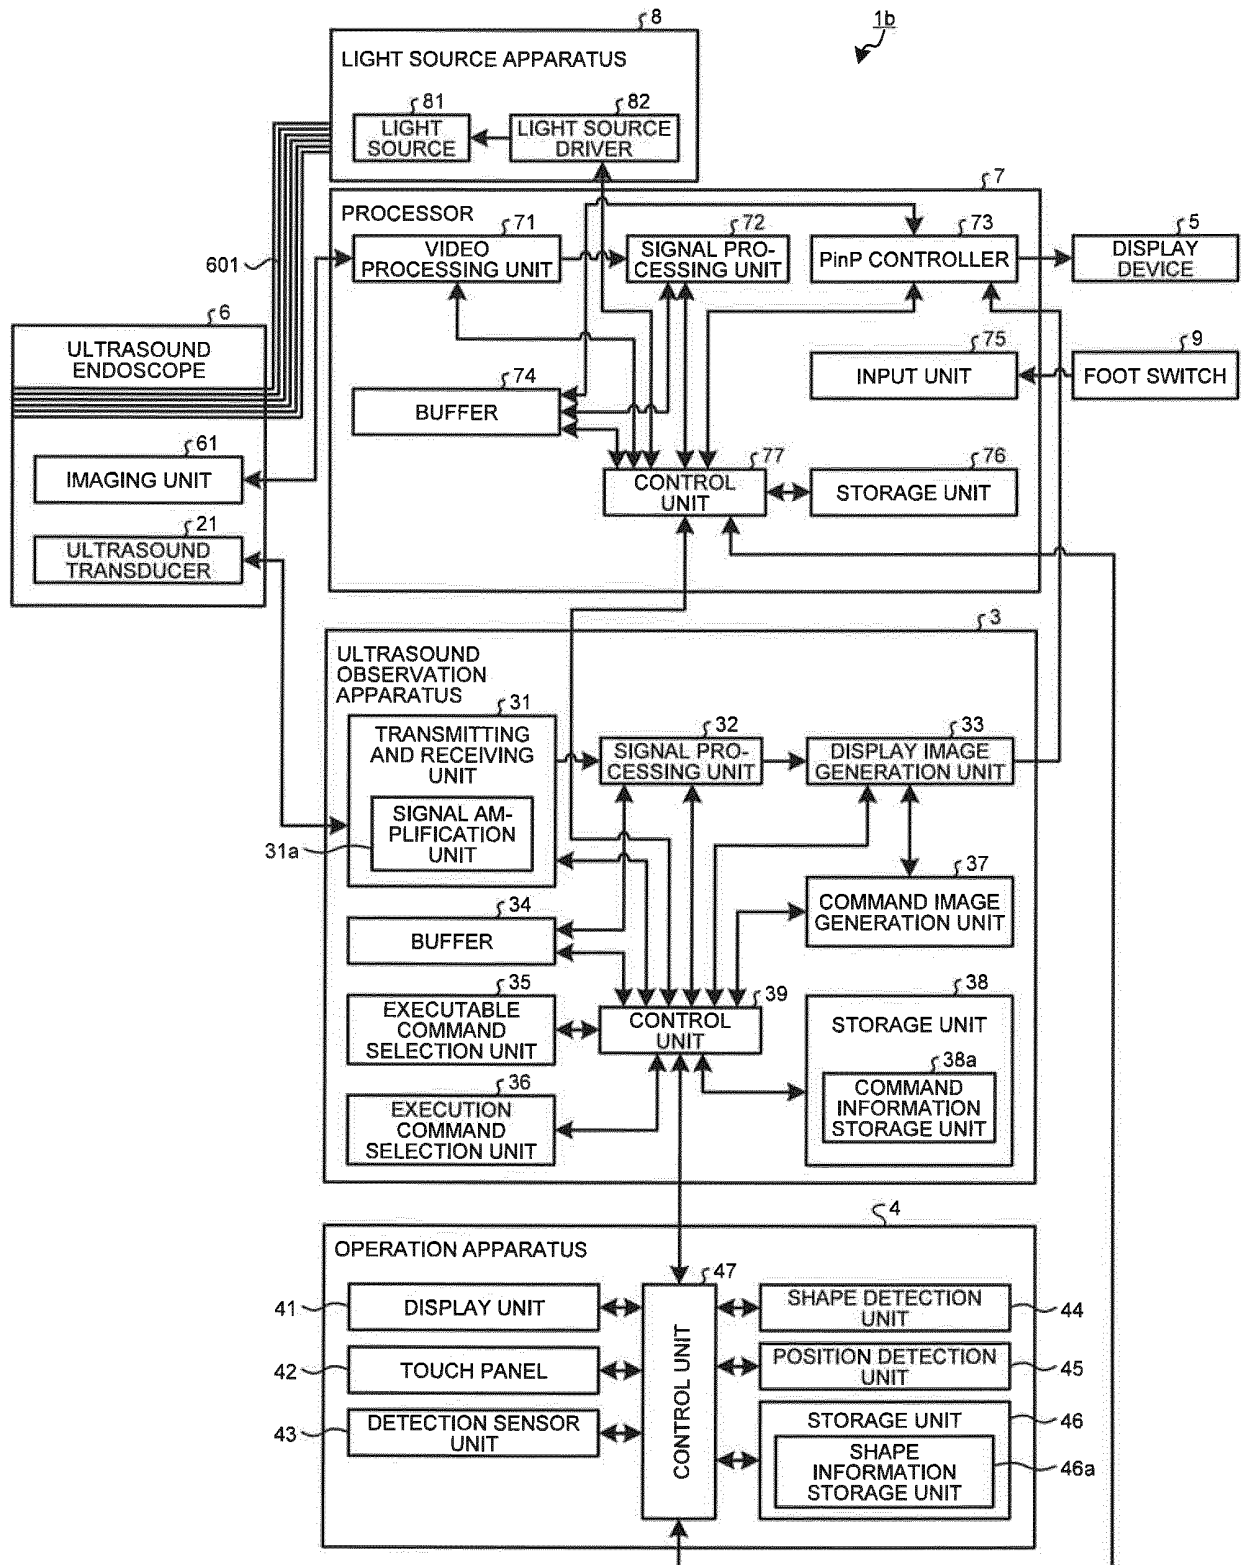 1b
8
LIGHT SOURCE APPARATUS
81
82
LIGHT
SOURCE
LIGHT SOURCE
DRIVER
7
PROCESSOR
71
72
73
5
VIDEO
PROCESSING UNIT
SIGNAL PRO-
CESSING UNIT
PinP CONTROLLER
DISPLAY
DEVICE
601
6
ULTRASOUND
ENDOSCOPE
74
75
9
BUFFER
INPUT UNIT
FOOT SWITCH
61
IMAGING UNIT
77
76
CONTROL
UNIT
STORAGE UNIT
21
ULTRASOUND
TRANSDUCER
3
ULTRASOUND
OBSERVATION
APPARATUS
31
32
33
TRANSMITTING
AND RECEIVING
UNIT
SIGNAL PRO-
CESSING UNIT
DISPLAY IMAGE
GENERATION UNIT
SIGNAL AM-
PLIFICATION
UNIT
31a
37
COMMAND IMAGE
GENERATION UNIT
34
BUFFER
35
39
38
EXECUTABLE
COMMAND
SELECTION UNIT
CONTROL
UNIT
STORAGE UNIT
38a
COMMAND
INFORMATION
STORAGE UNIT
36
EXECUTION
COMMAND
SELECTION UNIT
4
OPERATION APPARATUS
47
41
DISPLAY UNIT
SHAPE DETECTION
UNIT
44
42
TOUCH PANEL
CONTROL UNIT
POSITION DETECTION
UNIT
45
43
DETECTION SENSOR
UNIT
STORAGE UNIT
46
SHAPE
INFORMATION
STORAGE UNIT
46a